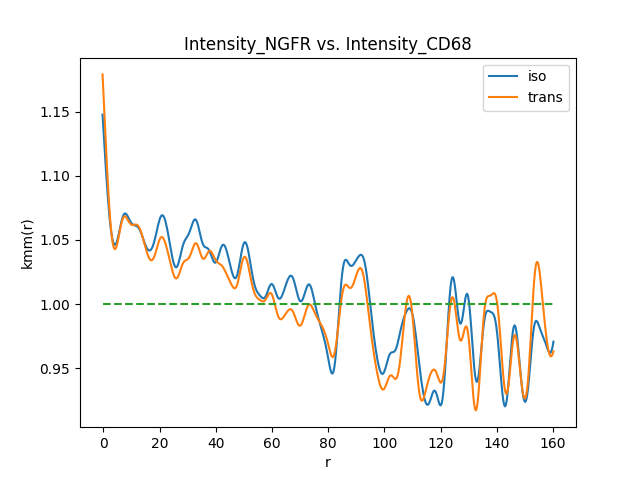 Intensity_NGFR vs. Intensity_CD68
iso
trans
kmm(r)
1.15
1.10
1.05
1.00
0.95
0 20 40 60 80 100 120 140 160
r